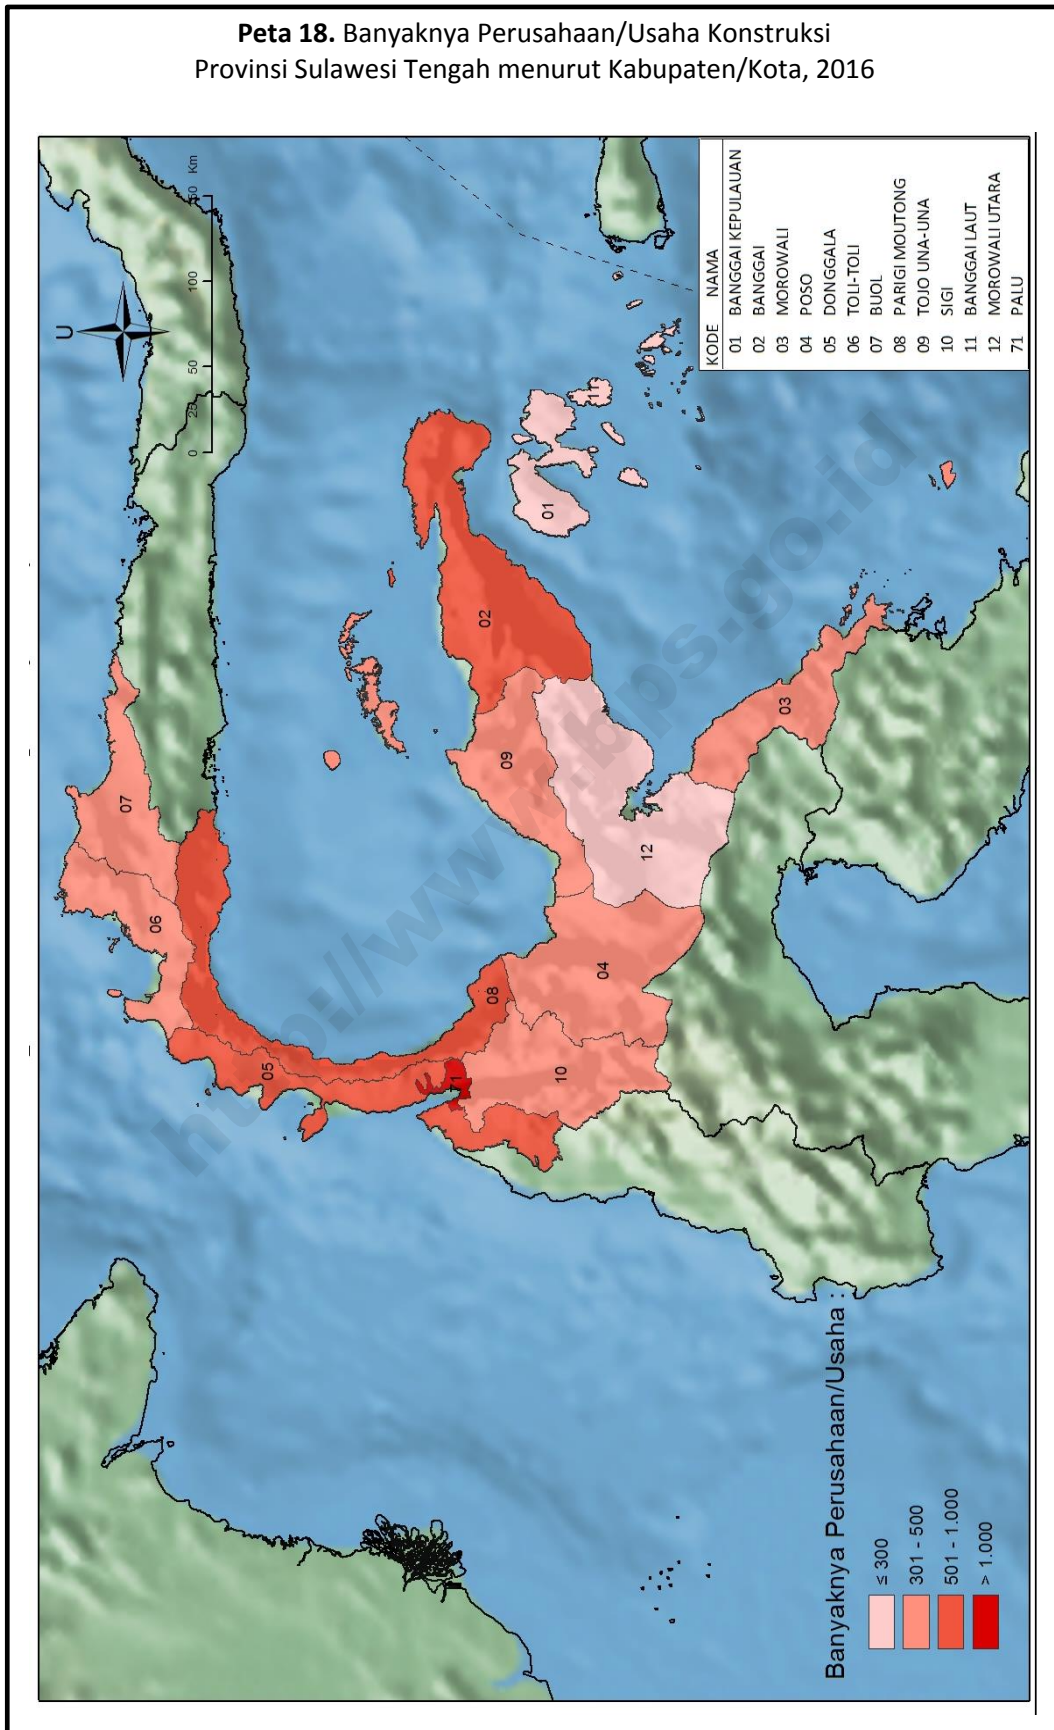 Peta 18. Banyaknya Perusahaan/Usaha Konstruksi
Provinsi Sulawesi Tengah menurut Kabupaten/Kota, 2016
U
0 25 50 100 150 Km
KODE NAMA
01 BANGGAI KEPULAUAN
02 BANGGAI
03 MOROWALI
04 POSO
05 DONGGALA
06 TOLI-TOLI
07 BUOL
08 PARIGI MOUTONG
09 TOJO UNA-UNA
10 SIGI
11 BANGGAI LAUT
12 MOROWALI UTARA
71 PALU
07
06
05
08
71
10
04
09
02
12
03
01
11
Banyaknya Perusahaan/Usaha :
≤ 300
301 - 500
501 - 1.000
> 1.000
http://www.bps.go.id